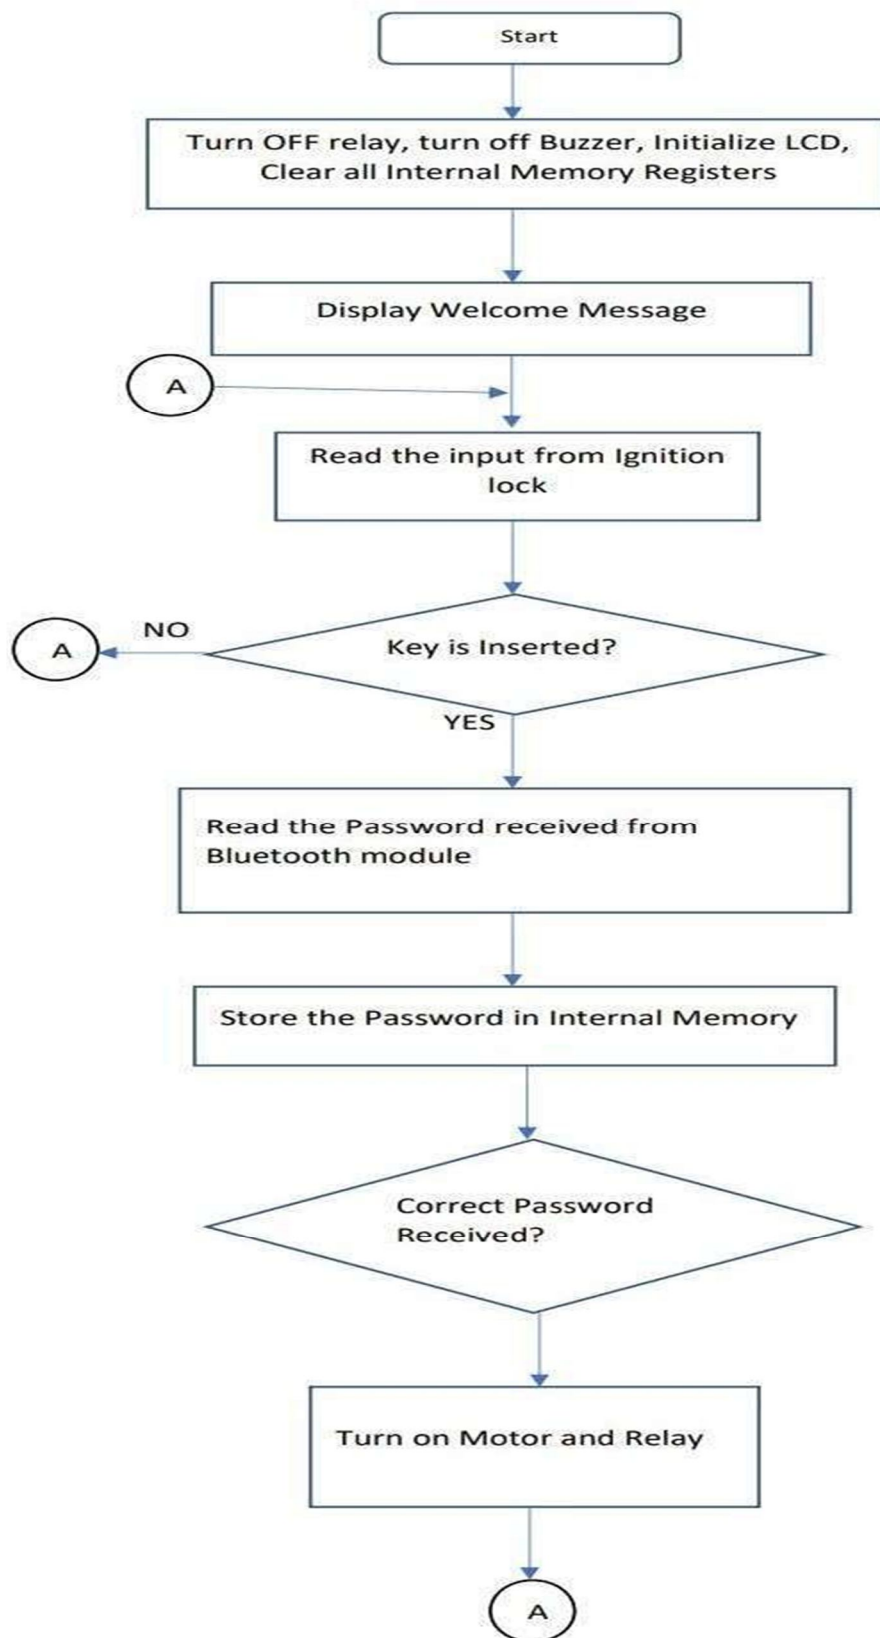 Start
Turn OFF relay, turn off Buzzer, Initialize LCD,
Clear all Internal Memory Registers
Display Welcome Message
A
Read the input from Ignition
lock
Key is Inserted?
NO
A
YES
Read the Password received from
Bluetooth module
Store the Password in Internal Memory
Correct Password
Received?
Turn on Motor and Relay
A